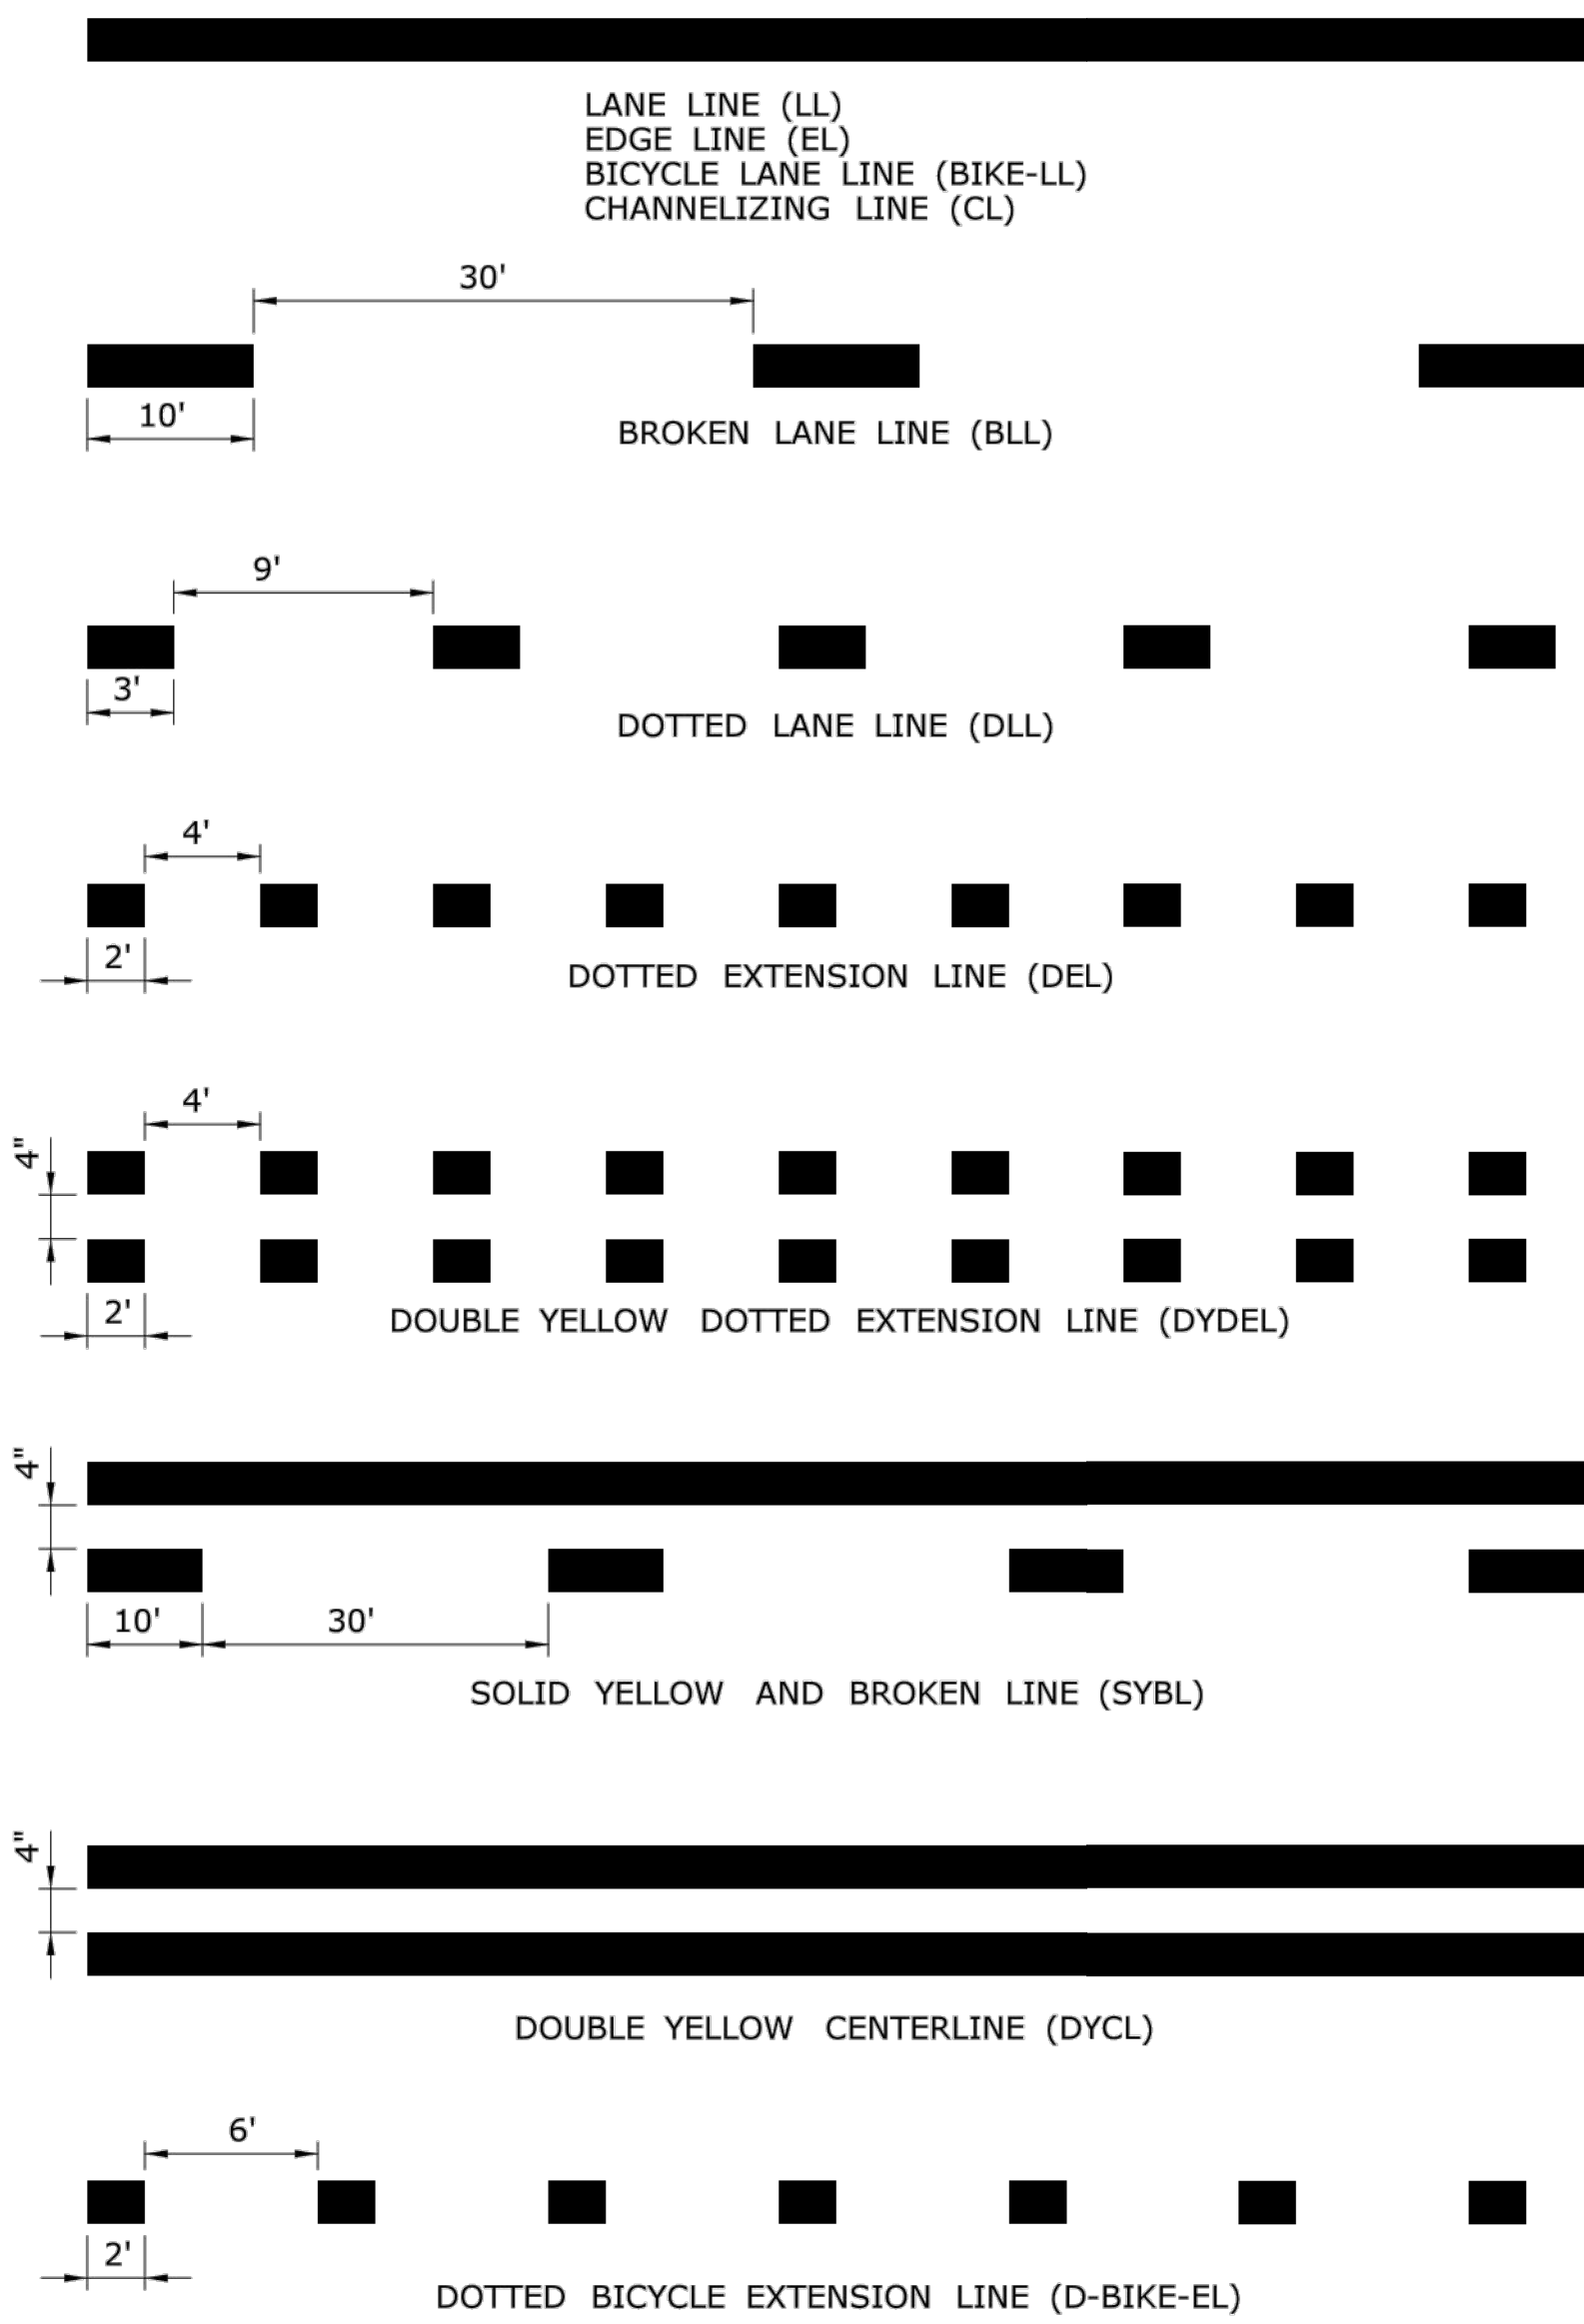 LANE LINE (LL)
EDGE LINE (EL)
BICYCLE LANE LINE (BIKE-LL)
CHANNELIZING LINE (CL)
30'
10'
BROKEN LANE LINE (BLL)
9'
3'
DOTTED LANE LINE (DLL)
4'
2'
DOTTED EXTENSION LINE (DEL)
4'
4"
2'
DOUBLE YELLOW DOTTED EXTENSION LINE (DYDEL)
4"
10' 30'
SOLID YELLOW AND BROKEN LINE (SYBL)
4"
DOUBLE YELLOW CENTERLINE (DYCL)
6'
2'
DOTTED BICYCLE EXTENSION LINE (D-BIKE-EL)